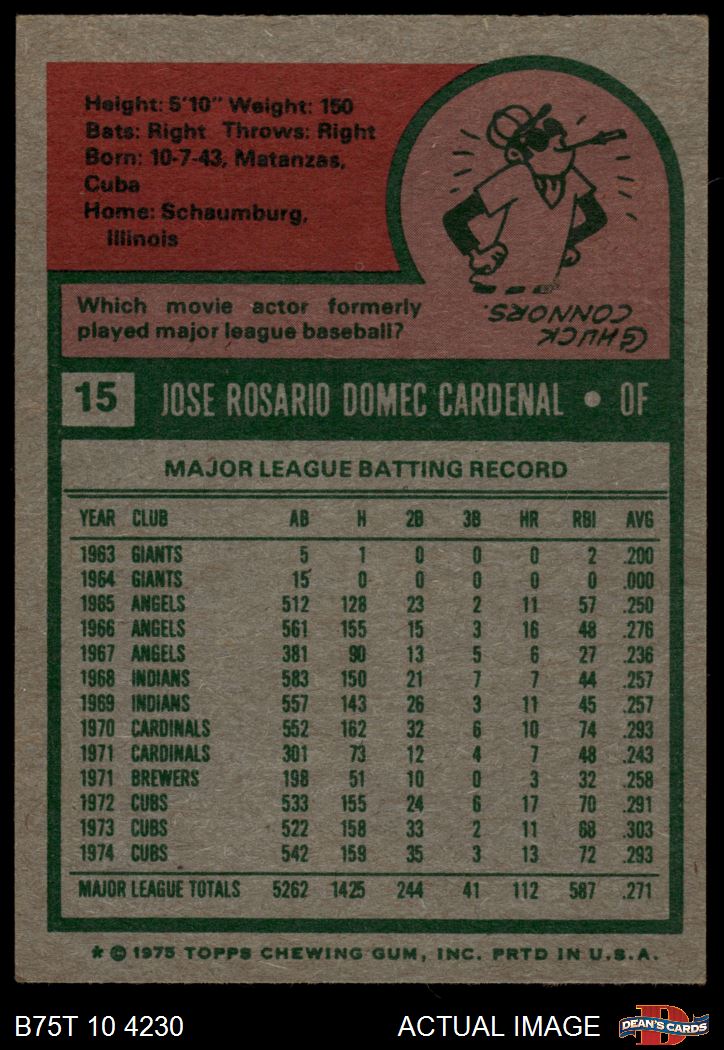 Height: 5'10" Weight: 150
Bats: Right Throws: Right
Born: 10-7-43, Matanzas,
Cuba
Home: Schaumburg,
Illinois
Which movie actor formerly
played major league baseball?
CHUCK
CONNORS.
15 JOSE ROSARIO DOMEC CARDENAL • OF
MAJOR LEAGUE BATTING RECORD
YEAR CLUB AB H 2B 3B HR RBI AVG
1963 GIANTS 5 1 0 0 0 2 .200
1964 GIANTS 15 0 0 0 0 0 .000
1965 ANGELS 512 128 23 2 11 57 .250
1966 ANGELS 561 155 15 3 16 48 .276
1967 ANGELS 381 90 13 5 6 27 .236
1968 INDIANS 583 150 21 7 7 44 .257
1969 INDIANS 557 143 26 3 11 45 .257
1970 CARDINALS 552 162 32 6 10 74 .293
1971 CARDINALS 301 73 12 4 7 48 .243
1971 BREWERS 198 51 10 0 3 32 .258
1972 CUBS 533 155 24 6 17 70 .291
1973 CUBS 522 158 33 2 11 68 .303
1974 CUBS 542 159 35 3 13 72 .293
MAJOR LEAGUE TOTALS 5262 1425 244 41 112 587 .271
* © 1975 TOPPS CHEWING GUM, INC. PRTD IN U.S.A.
B75T 10 4230 ACTUAL IMAGE D DEAN'S CARDS